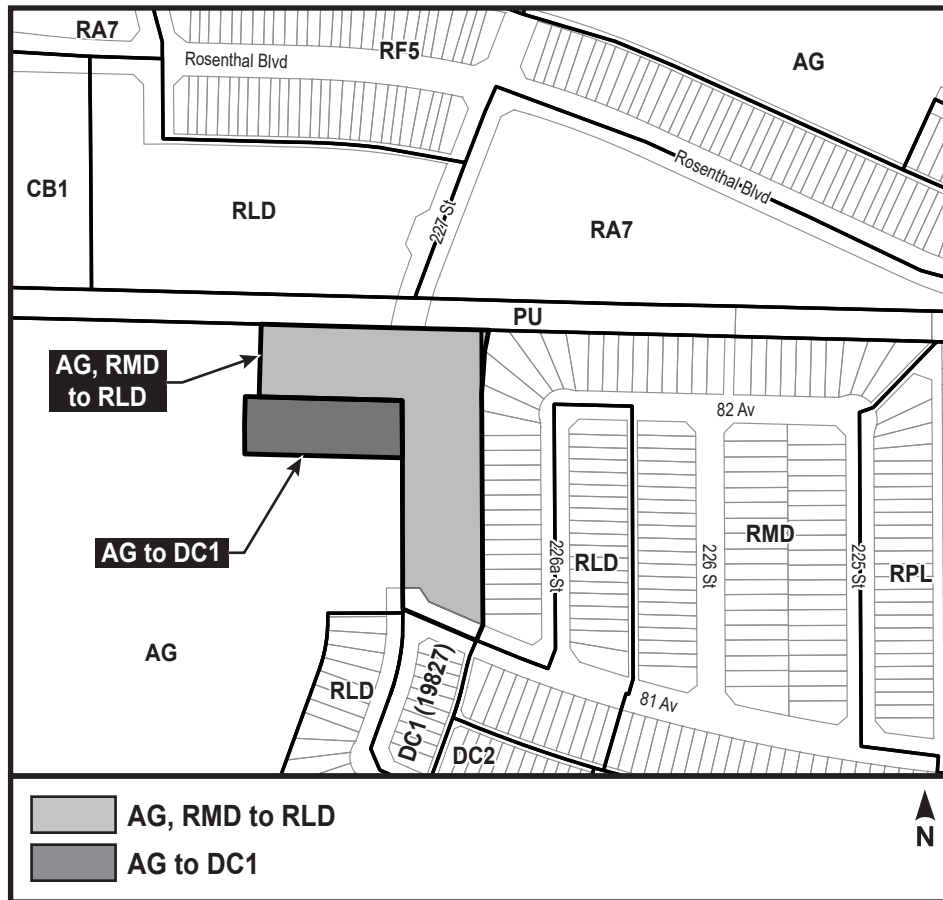 RA7
RF5
Rosenthal Blvd
AG
CB1
RLD
227 St
RA7
Rosenthal Blvd
PU
AG, RMD
to RLD
82 Av
AG to DC1
226a St
RLD
226 St
RMD
225 St
RPL
AG
RLD
DC1 (19827)
81 Av
DC2
AG, RMD to RLD
AG to DC1
N